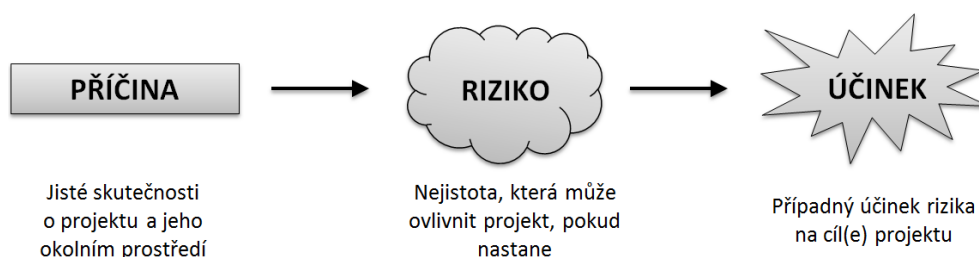 PŘÍČINA
RIZIKO
ÚČINEK
Jisté skutečnosti
o projektu a jeho
okolním prostředí
Nejistota, která může
ovlivnit projekt, pokud
nastane
Případný účinek rizika
na cíl(e) projektu